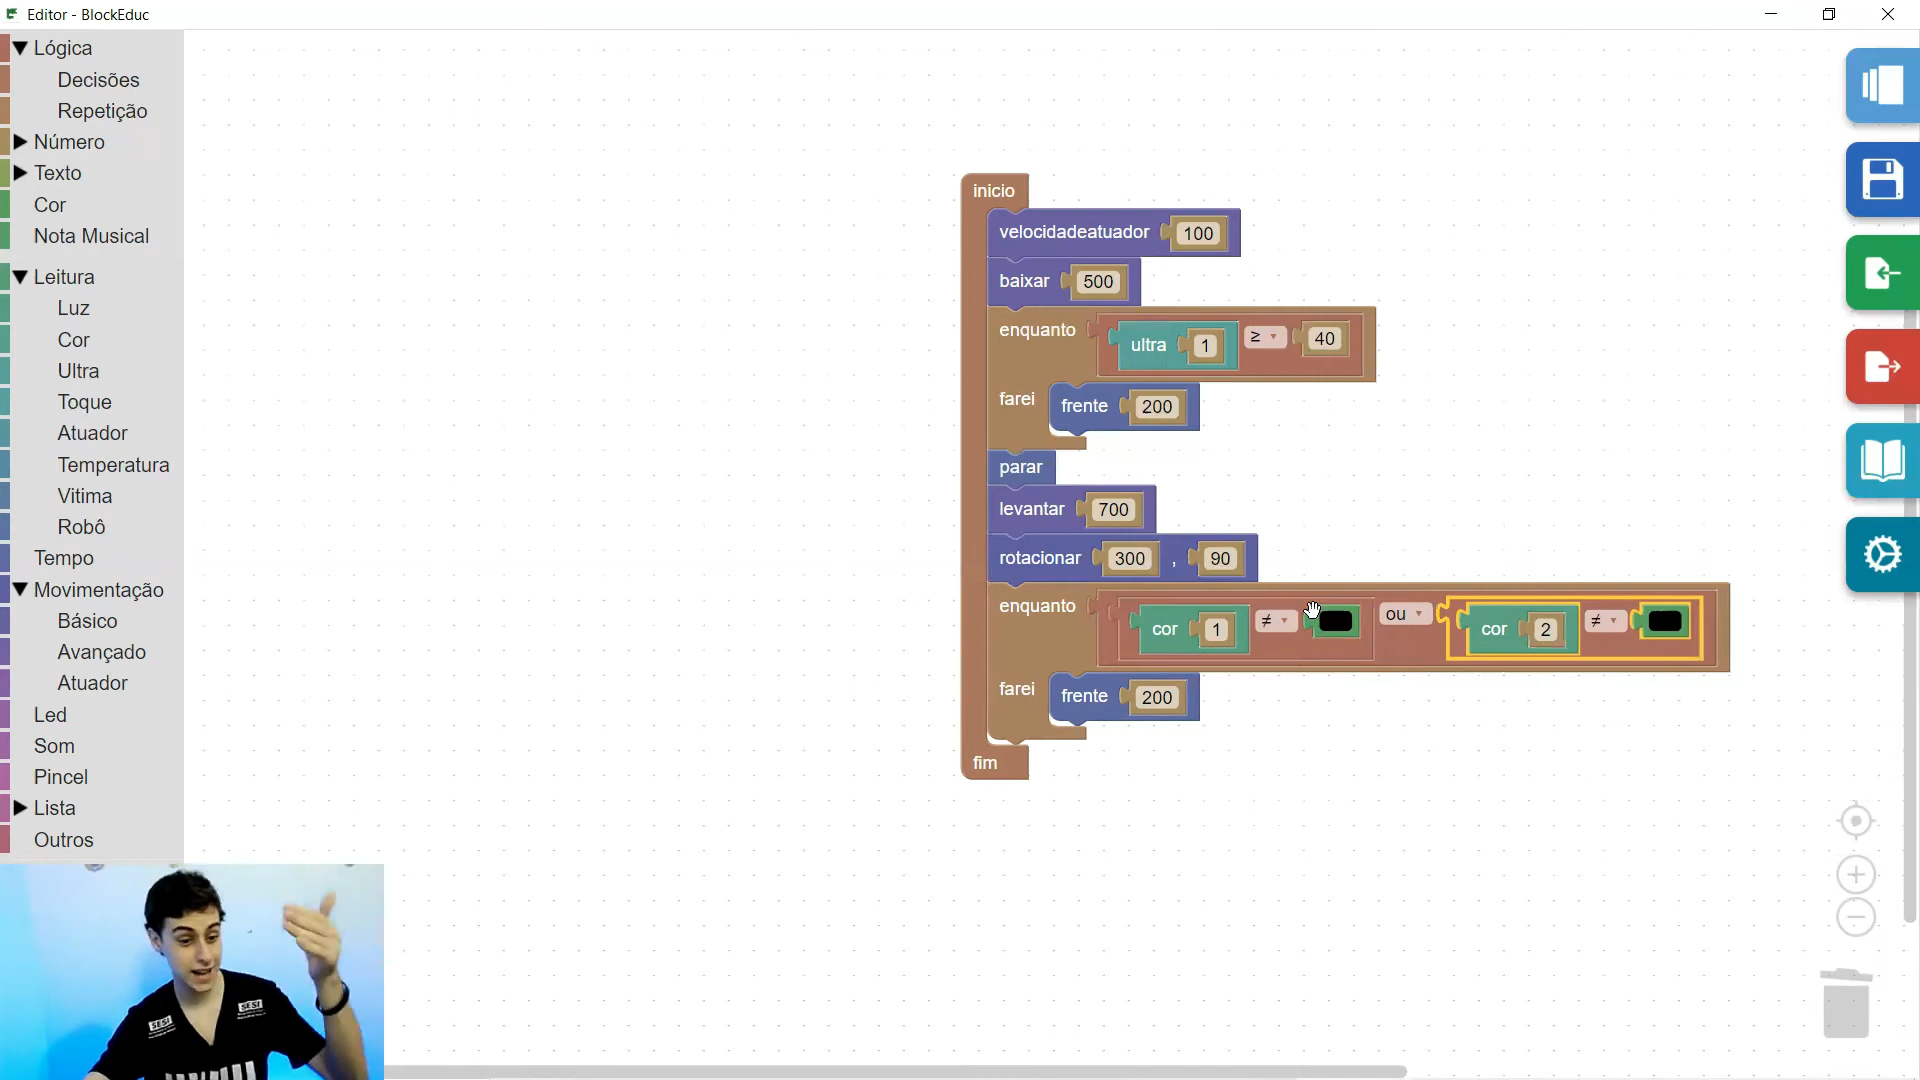 Editor - BlockEduc
Lógica
Decisões
Repetição
Número
Texto
Cor
Nota Musical
Leitura
Luz
Cor
Ultra
Toque
Atuador
Temperatura
Vitima
Robô
Tempo
Movimentação
Básico
Avançado
Atuador
Led
Som
Pincel
Lista
Outros
inicio
velocidadeatuador 100
baixar 500
enquanto ultra 1 ≥ 40
farei frente 200
parar
levantar 700
rotacionar 300 , 90
enquanto cor 1 ≠ ou cor 2 ≠
farei frente 200
fim
SESI
SESI